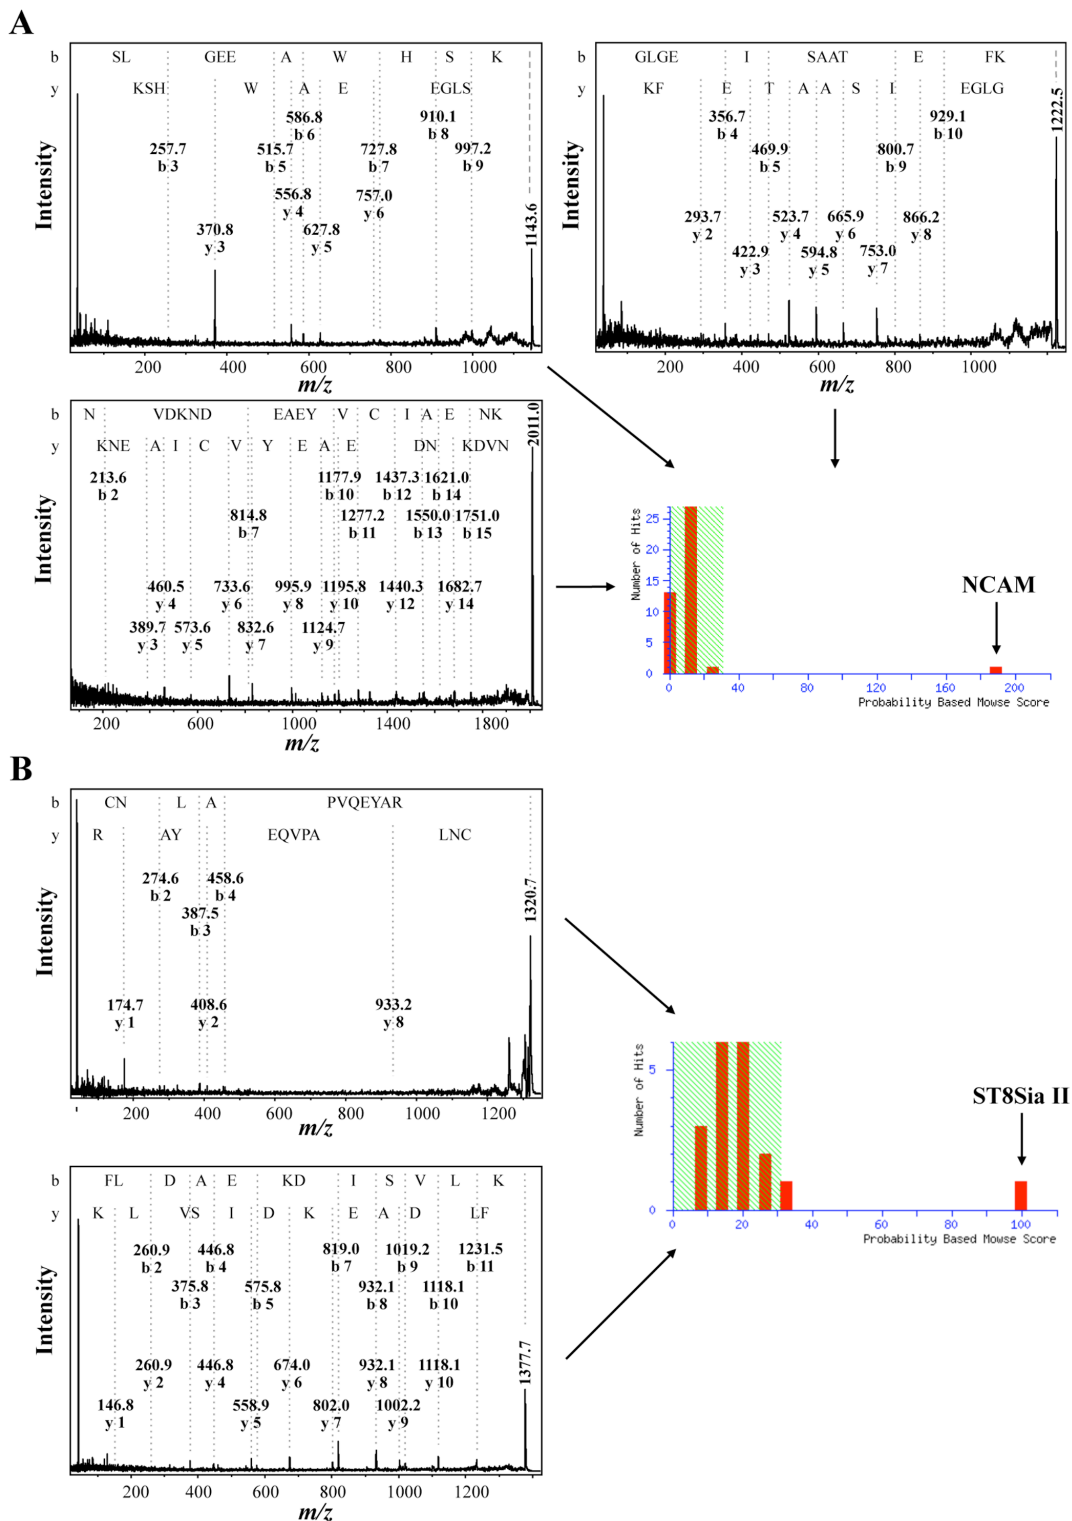 A
b SL GEE A W H S K
y KSH W A E EGLS
586.8
b 6
910.1
b 8
257.7
b 3
515.7
b 5
727.8
b 7
997.2
b 9
556.8
y 4
757.0
y 6
370.8
y 3
627.8
y 5
1143.6
Intensity
200 400 600 800 1000
m/z
b GLGE I SAAT E FK
y KF E T A A S I EGLG
356.7
b 4
929.1
b 10
469.9
b 5
800.7
b 9
293.7
y 2
523.7
y 4
665.9
y 6
866.2
y 8
422.9
y 3
594.8
y 5
753.0
y 7
1222.5
Intensity
200 400 600 800 1000
m/z
b N VDKND EAEY V C I A E NK
y KNE A I C V Y E A E DN KDVN
213.6
b 2
1177.9
b 10
1437.3
b 12
1621.0
b 14
814.8
b 7
1277.2
b 11
1550.0
b 13
1751.0
b 15
460.5
y 4
733.6
y 6
995.9
y 8
1195.8
y 10
1440.3
y 12
1682.7
y 14
389.7
y 3
573.6
y 5
832.6
y 7
1124.7
y 9
2011.0
Intensity
200 600 1000 1400 1800
m/z
Number of Hits
25
20
15
10
5
0
0 40 80 120 160 200
Probability Based Mowse Score
NCAM
B
b CN L A PVQEYAR
y R AY EQVPA LNC
274.6
b 2
458.6
b 4
387.5
b 3
174.7
y 1
408.6
y 2
933.2
y 8
1320.7
Intensity
200 400 600 800 1000 1200
m/z
Number of Hits
5
0
0 20 40 60 80 100
Probability Based Mowse Score
ST8Sia II
b FL D A E KD I S V L K
y K L VS I D K E A D LF
260.9
b 2
446.8
b 4
819.0
b 7
1019.2
b 9
1231.5
b 11
375.8
b 3
575.8
b 5
932.1
b 8
1118.1
b 10
260.9
y 2
446.8
y 4
674.0
y 6
932.1
y 8
1118.1
y 10
146.8
y 1
558.9
y 5
802.0
y 7
1002.2
y 9
1377.7
Intensity
200 400 600 800 1000 1200
m/z